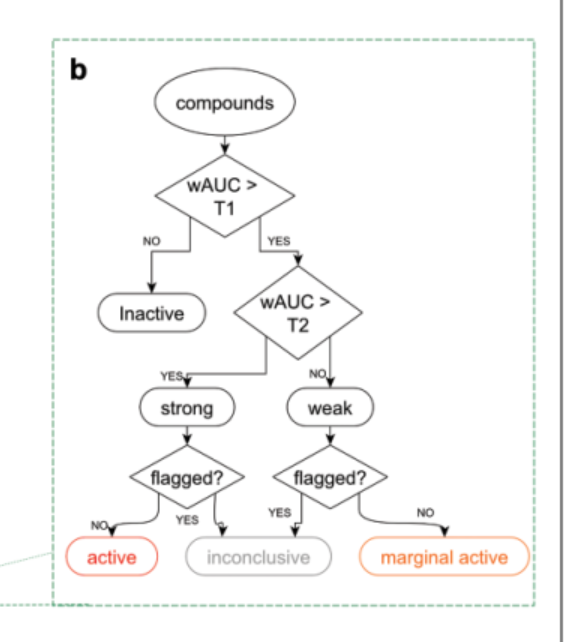 b
compounds
wAUC >
T1
NO
YES
Inactive
wAUC >
T2
YES
NO
strong
weak
flagged?
flagged?
NO
YES
YES
NO
active
inconclusive
marginal active